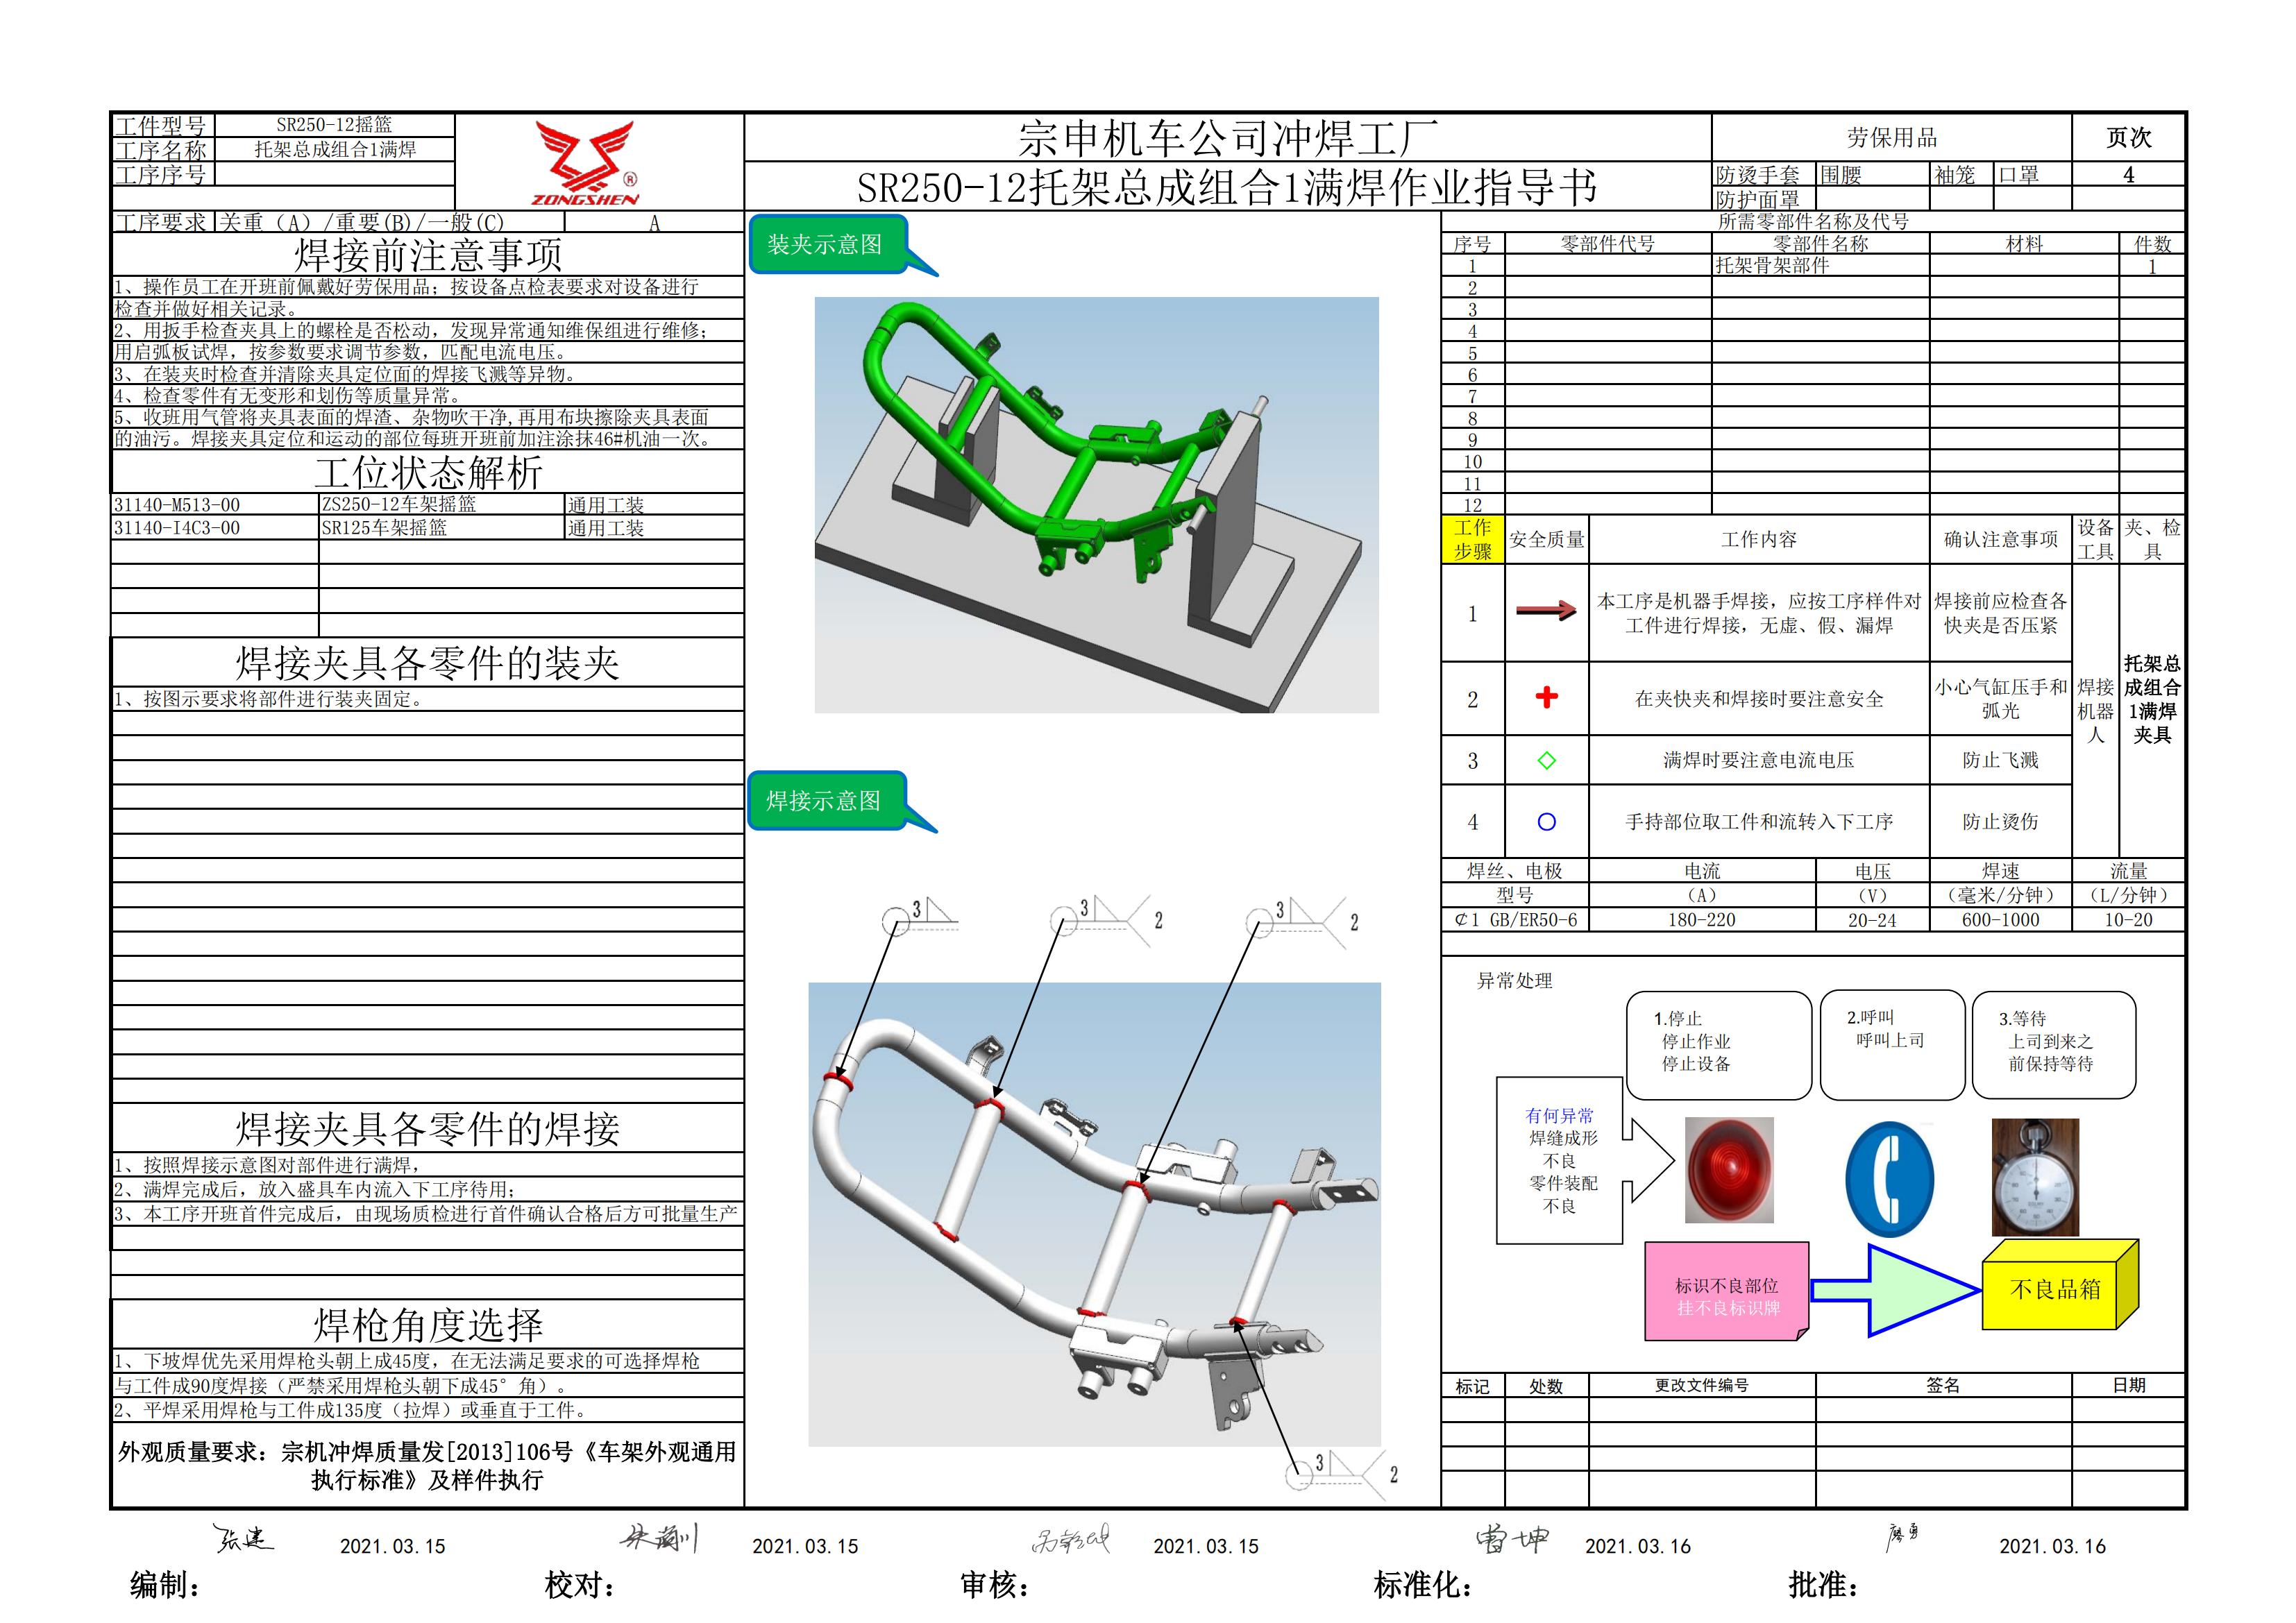 工件型号 SR250-12摇篮
工序名称 托架总成组合1满焊
工序序号
ZONGSHEN ®
宗申机车公司冲焊工厂
SR250-12托架总成组合1满焊作业指导书
劳保用品 页次
防烫手套 围腰 袖笼 口罩 4
防护面罩
工序要求 关重（A）/重要(B)/一般(C) A
焊接前注意事项
1、操作员工在开班前佩戴好劳保用品；按设备点检表要求对设备进行
检查并做好相关记录。
2、用扳手检查夹具上的螺栓是否松动，发现异常通知维保组进行维修；
用启弧板试焊，按参数要求调节参数，匹配电流电压。
3、在装夹时检查并清除夹具定位面的焊接飞溅等异物。
4、检查零件有无变形和划伤等质量异常。
5、收班用气管将夹具表面的焊渣、杂物吹干净,再用布块擦除夹具表面
的油污。焊接夹具定位和运动的部位每班开班前加注涂抹46#机油一次。
工位状态解析
31140-M513-00 ZS250-12车架摇篮 通用工装
31140-I4C3-00 SR125车架摇篮 通用工装
焊接夹具各零件的装夹
1、按图示要求将部件进行装夹固定。
焊接夹具各零件的焊接
1、按照焊接示意图对部件进行满焊，
2、满焊完成后，放入盛具车内流入下工序待用；
3、本工序开班首件完成后，由现场质检进行首件确认合格后方可批量生产
焊枪角度选择
1、下坡焊优先采用焊枪头朝上成45度，在无法满足要求的可选择焊枪
与工件成90度焊接（严禁采用焊枪头朝下成45°角）。
2、平焊采用焊枪与工件成135度（拉焊）或垂直于工件。
外观质量要求：宗机冲焊质量发[2013]106号《车架外观通用
执行标准》及样件执行
装夹示意图
焊接示意图
3
3 2
3 2
3 2
所需零部件名称及代号
序号 零部件代号 零部件名称 材料 件数
1 托架骨架部件 1
2
3
4
5
6
7
8
9
10
11
12
工作
步骤
安全质量 工作内容 确认注意事项
设备
工具
夹、检
具
1
本工序是机器手焊接，应按工序样件对
工件进行焊接，无虚、假、漏焊
焊接前应检查各
快夹是否压紧
2 在夹快夹和焊接时要注意安全
小心气缸压手和
弧光
3 满焊时要注意电流电压 防止飞溅
4 手持部位取工件和流转入下工序 防止烫伤
焊接
机器
人
托架总
成组合
1满焊
夹具
焊丝、电极 电流 电压 焊速 流量
型号 （A） （V） （毫米/分钟） （L/分钟）
¢1 GB/ER50-6 180-220 20-24 600-1000 10-20
异常处理
1.停止
停止作业
停止设备
2.呼叫
呼叫上司
3.等待
上司到来之
前保持等待
有何异常
焊缝成形
不良
零件装配
不良
标识不良部位
挂不良标识牌
不良品箱
标记 处数 更改文件编号 签名 日期
张建 2021.03.15 2021.03.15 2021.03.15 雷坤 2021.03.16 廖勇 2021.03.16
编制： 校对： 审核： 标准化： 批准：